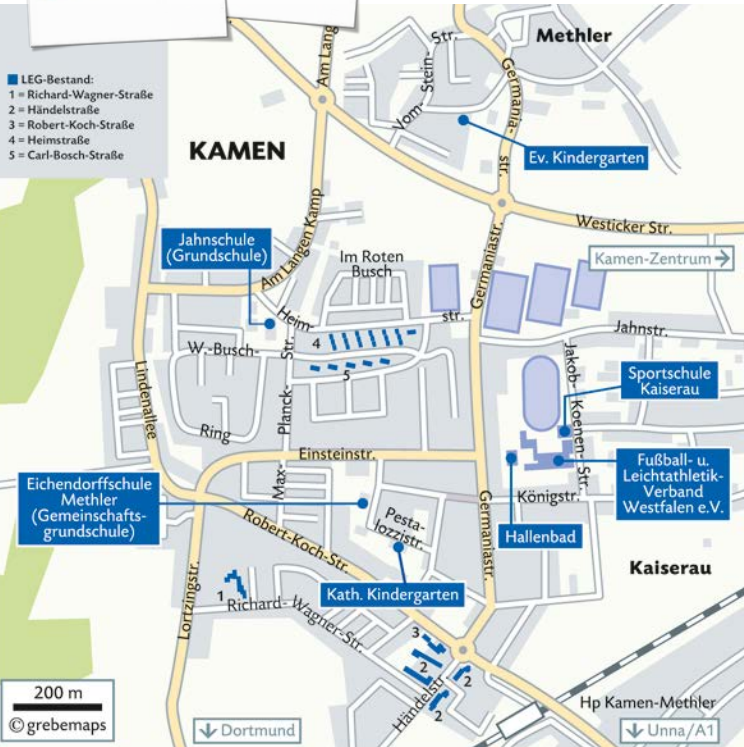 LEG-Bestand:
1 = Richard-Wagner-Straße
2 = Händelstraße
3 = Robert-Koch-Straße
4 = Heimstraße
5 = Carl-Bosch-Straße
KAMEN
Am Lang
Vom-Stein-Str.
Methler
Germania-
str.
Ev. Kindergarten
Westicker Str.
Kamen-Zentrum →
Jahnschule
(Grundschule)
Am Langen Kamp
Im Roten
Busch
Germaniastr.
Heim-
str.
Jahnstr.
4
5
W.-Busch-
Ring
Max-Planck-Str.
Lindenallee
Jakob-Koenen-Str.
Sportschule
Kaiserau
Einsteinstr.
Fußball- u.
Leichtathletik-
Verband
Westfalen e.V.
Eichendorffschule
Methler
(Gemeinschafts-
grundschule)
Königstr.
Hallenbad
Pesta-
lozzistr.
Germaniastr.
Robert-Koch-Str.
Kath. Kindergarten
Kaiserau
Lortzingstr.
1
Richard-Wagner-Str.
3
2
2
2
Händelstr.
Hp Kamen-Methler
200 m
© grebemaps
↓ Dortmund
↓ Unna/A1